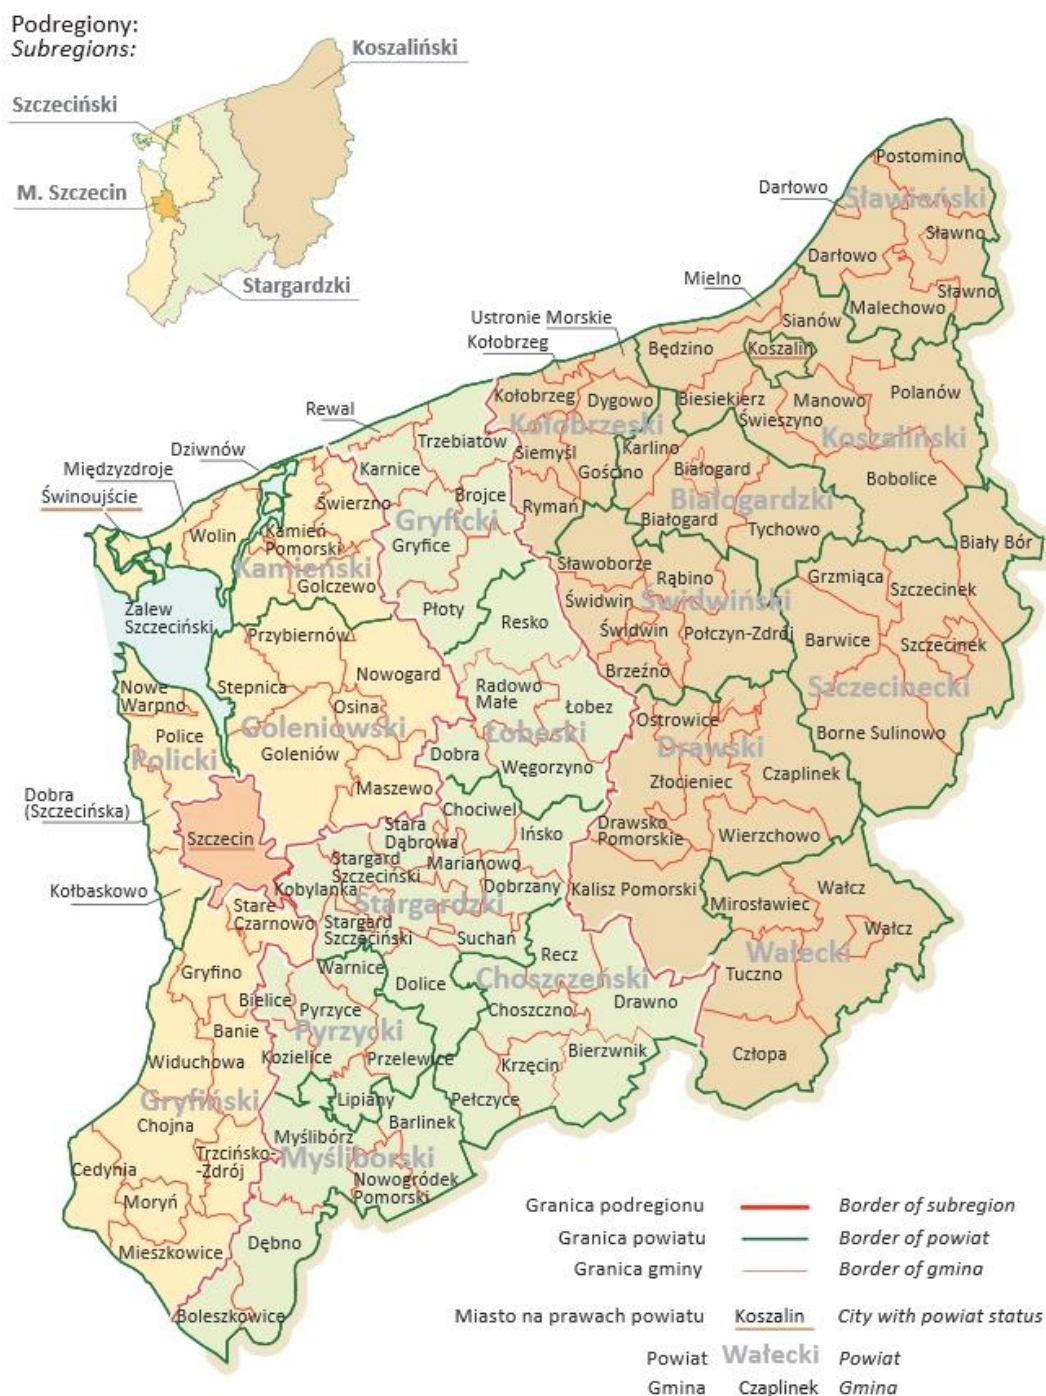 Podregiony:
Subregions:
Koszaliński
Szczeciński
M. Szczecin
Stargardzki
Postomino
Darłowo
Sławieński
Sławno
Darłowo
Mielno
Sławno
Malechowo
Ustronie Morskie
Sianów
Kołobrzeg
Będzino
Koszalin
Kołobrzeg
Dygowo
Biesiekierz
Manowo
Polanów
Rewal
Świeszyno
Kołobrzeski
Koszaliński
Trzebiatów
Dziwnów
Siemyśl
Karlino
Międzyzdroje
Karnice
Gościno
Białogard
Bobolice
Świnoujście
Świerzno
Brojce
Rymań
Białogardzki
Gryficki
Białogard
Tychowo
Wolin
Kamień
Pomorski
Gryfice
Biały Bór
Kamieński
Sławoborze
Rąbino
Grzmiąca
Szczecinek
Golczewo
Świdwin
Świdwiński
Zalew
Szczeciński
Płoty
Resko
Świdwin
Połczyn-Zdrój
Barwice
Szczecinek
Przybiernów
Brzeźno
Nowogard
Stepnica
Nowe
Warpno
Radowo
Małe
Szczecinecki
Osina
Łobez
Ostrowice
Goleniowski
Police
Łobeski
Drawski
Borne Sulinowo
Goleniów
Dobra
Policki
Węgorzyno
Złocieniec
Czaplinek
Maszewo
Dobra
(Szczecińska)
Chociwel
Stara
Dąbrowa
Ińsko
Drawsko
Pomorskie
Wierzchowo
Szczecin
Stargard
Szczeciński
Marianowo
Kołbaskowo
Kobylanka
Dobrzany
Kalisz Pomorski
Wałcz
Stargardzki
Mirosławiec
Stare
Czarnowo
Stargard
Szczeciński
Suchan
Wałcz
Recz
Wałecki
Warnice
Gryfino
Choszczeński
Tuczno
Dolice
Bielice
Pyrzyce
Choszczno
Drawno
Banie
Pyrzycki
Widuchowa
Kozielice
Przelewice
Bierzwnik
Człopa
Krzęcin
Gryfiński
Lipiany
Pełczyce
Chojna
Barlinek
Myślibórz
Trzcińsko-
-Zdrój
Myśliborski
Cedynia
Nowogródek
Pomorski
Moryń
Mieszkowice
Dębno
Boleszkowice
Granica podregionu Border of subregion
Granica powiatu Border of powiat
Granica gminy Border of gmina
Miasto na prawach powiatu Koszalin City with powiat status
Powiat Wałecki Powiat
Gmina Czaplinek Gmina